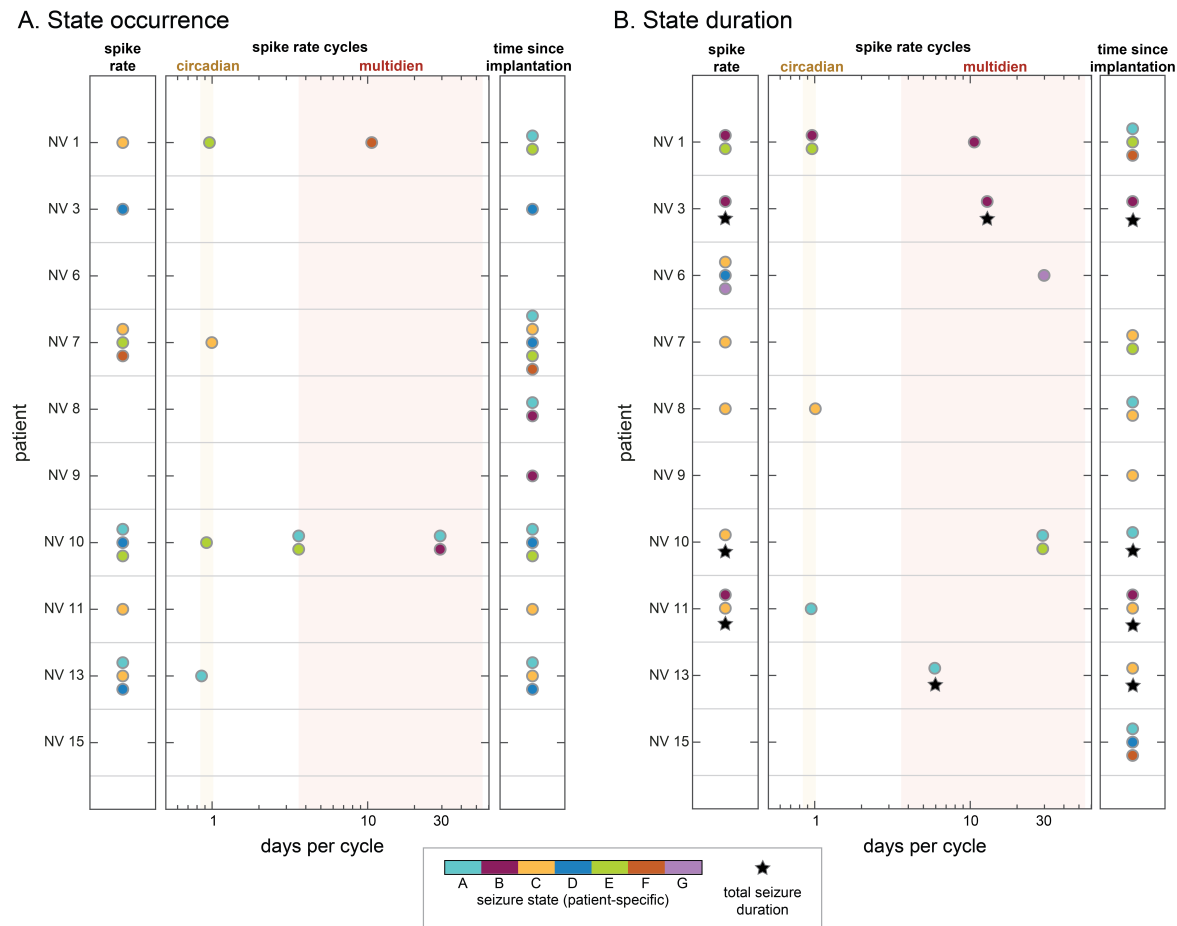 A. State occurrence
B. State duration
spike rate
spike rate cycles
time since implantation
circadian
multidien
spike rate
spike rate cycles
time since implantation
circadian
multidien
patient
NV 1
NV 3
NV 6
NV 7
NV 8
NV 9
NV 10
NV 11
NV 13
NV 15
1
10
30
days per cycle
patient
NV 1
NV 3
NV 6
NV 7
NV 8
NV 9
NV 10
NV 11
NV 13
NV 15
1
10
30
days per cycle
A B C D E F G
seizure state (patient-specific)
total seizure
duration